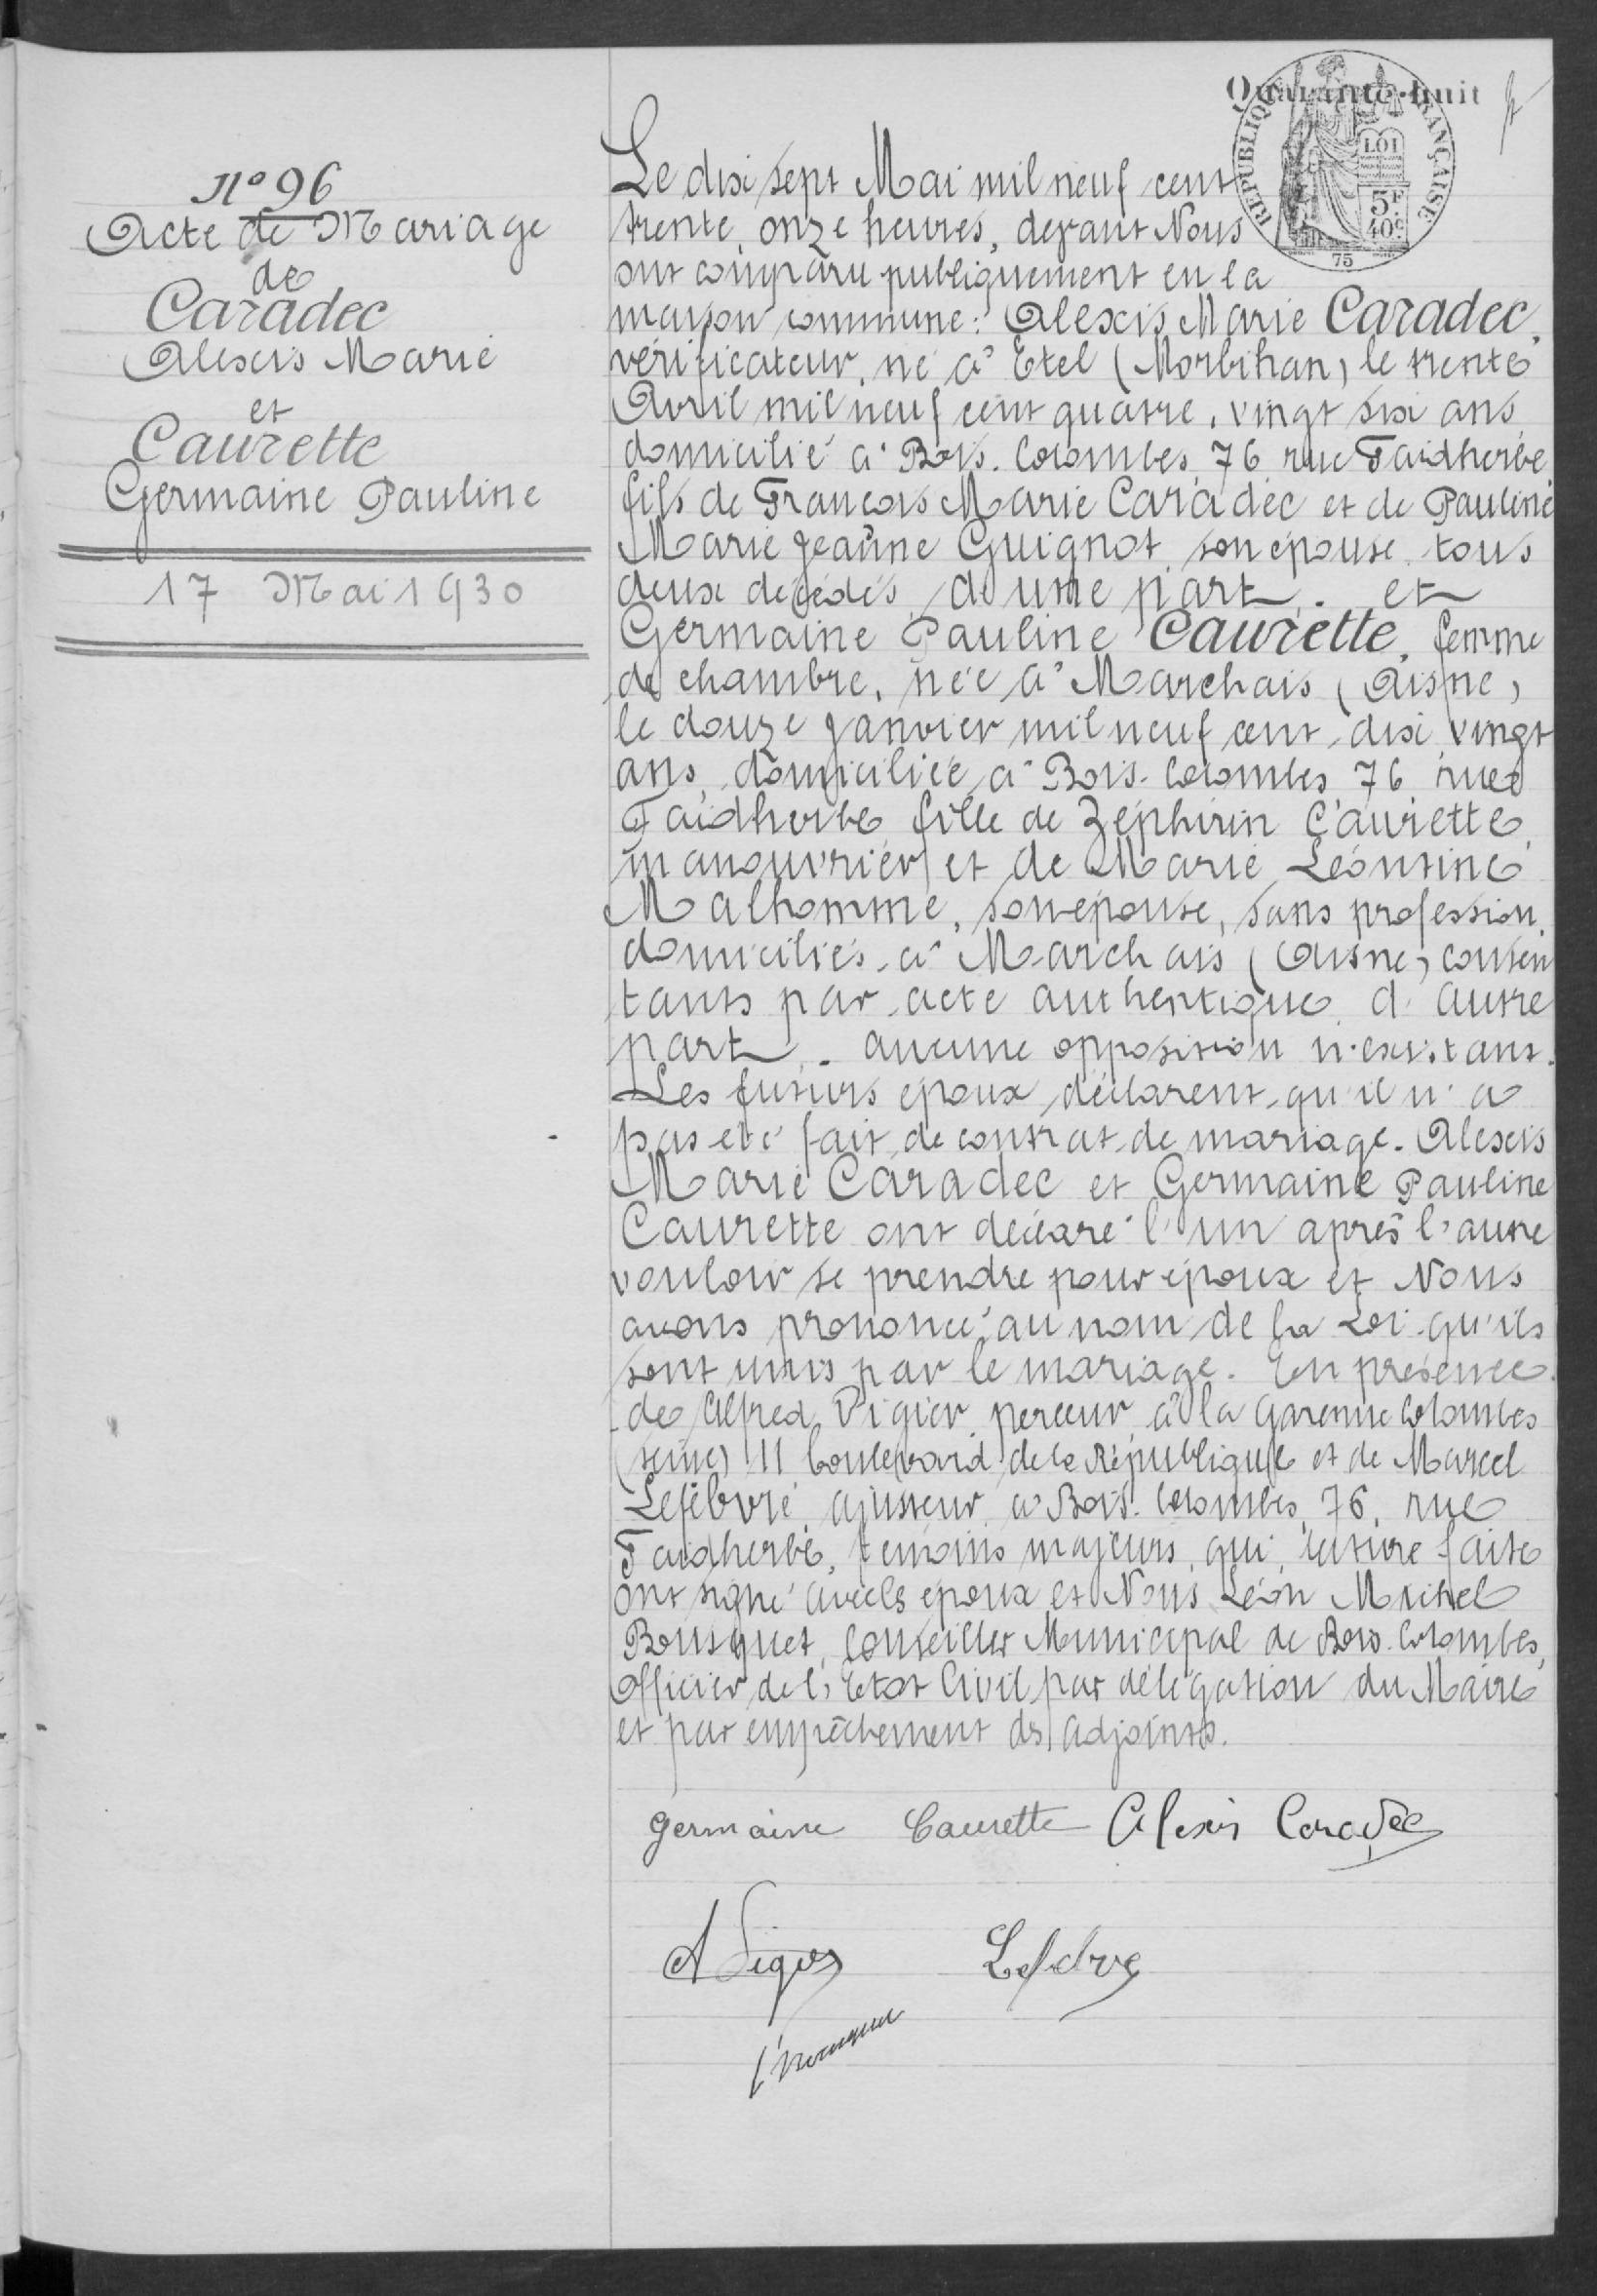 Quarante-huit
RÉPUBLIQUE FRANÇAISE
LOI
5F
40c
75
N° 96
Acte de Mariage
de
Caradec
Alexis Marie
et
Caurette
Germaine Pauline
17 Mai 1930
Le dix sept Mai mil neuf cent
trente, onze heures, devant Nous
ont comparu publiquement en la
maison commune: Alexis Marie Caradec,
vérificateur, né à Etel (Morbihan) le trente
Avril mil neuf cent quatre, vingt six ans,
domicilié à Bois-Colombes, 76 rue Faidherbe
fils de François Marie Caradec et de Pauline
Marie Jeanne Guignot, son épouse, tous
deux décédés, d'une part. - et
Germaine Pauline Caurette, femme
de chambre, née à Marchais (Aisne)
le douze Janvier mil neuf cent dix, vingt
ans, domiciliée à Bois-Colombes 76 rue
Faidherbe fille de Zéphirin Caurette,
manouvrier et de Marie Léontine
Malhomme, son épouse, sans profession,
domiciliés à Marchais (Aisne) consen
tants par acte authentique, d'autre
part. - aucune opposition n'existant.
Les futurs époux déclarent qu'il n'a
pas été fait de contrat de mariage. Alexis
Marie Caradec et Germaine Pauline
Caurette ont déclaré l'un après l'autre
vouloir se prendre pour époux et Nous
avons prononcé au nom de la Loi qu'ils
sont unis par le mariage. En présence
de Alfred Vigier, perceur, à la Garenne Colombes
(Seine) 11 boulevard de la République et de Marcel
Lefèbvre, ajusteur, à Bois-Colombes, 76, rue
Faidherbe, témoins majeurs, qui, lecture faite
ont signé avec les époux et Nous, Léon Michel
Bousquet, Conseiller Municipal de Bois-Colombes,
Officier de l'Etat Civil par délégation du Maire
et par empêchement des adjoints.
Germaine Caurette Alexis Caradec
A Vigier Lefebvre